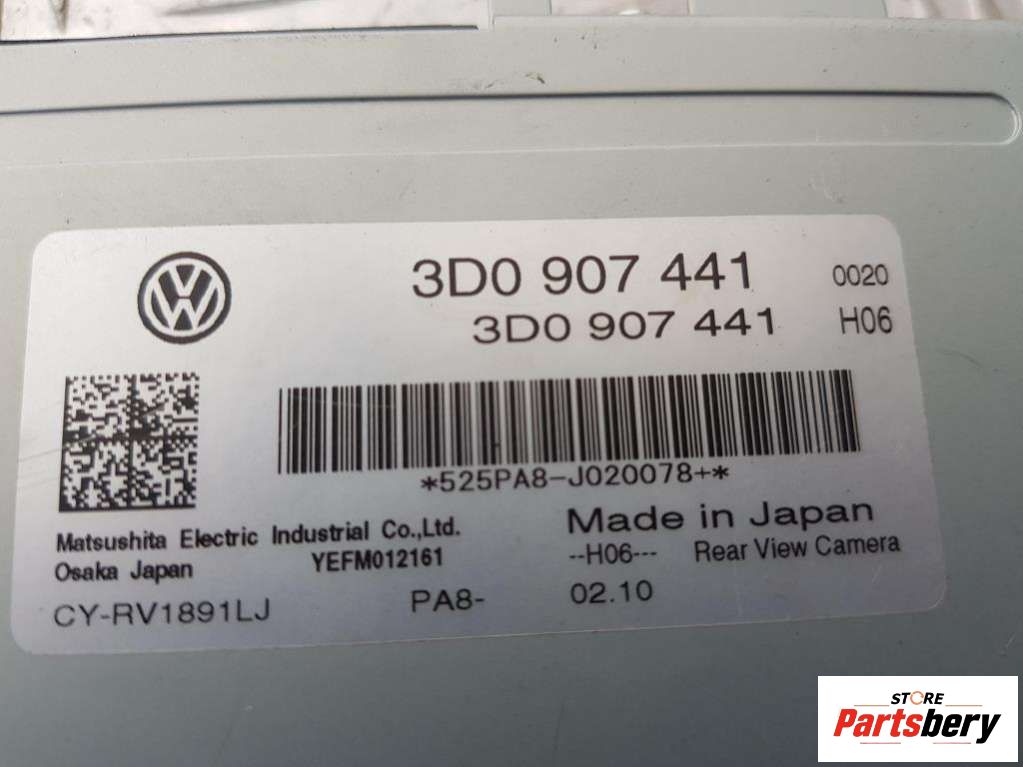 3D0 907 441 0020
3D0 907 441 H06
*525PA8-J020078+*
Matsushita Electric Industrial Co.,Ltd. Made in Japan
Osaka Japan YEFM012161 --H06--- Rear View Camera
CY-RV1891LJ PA8- 02.10
STORE
Partsbery